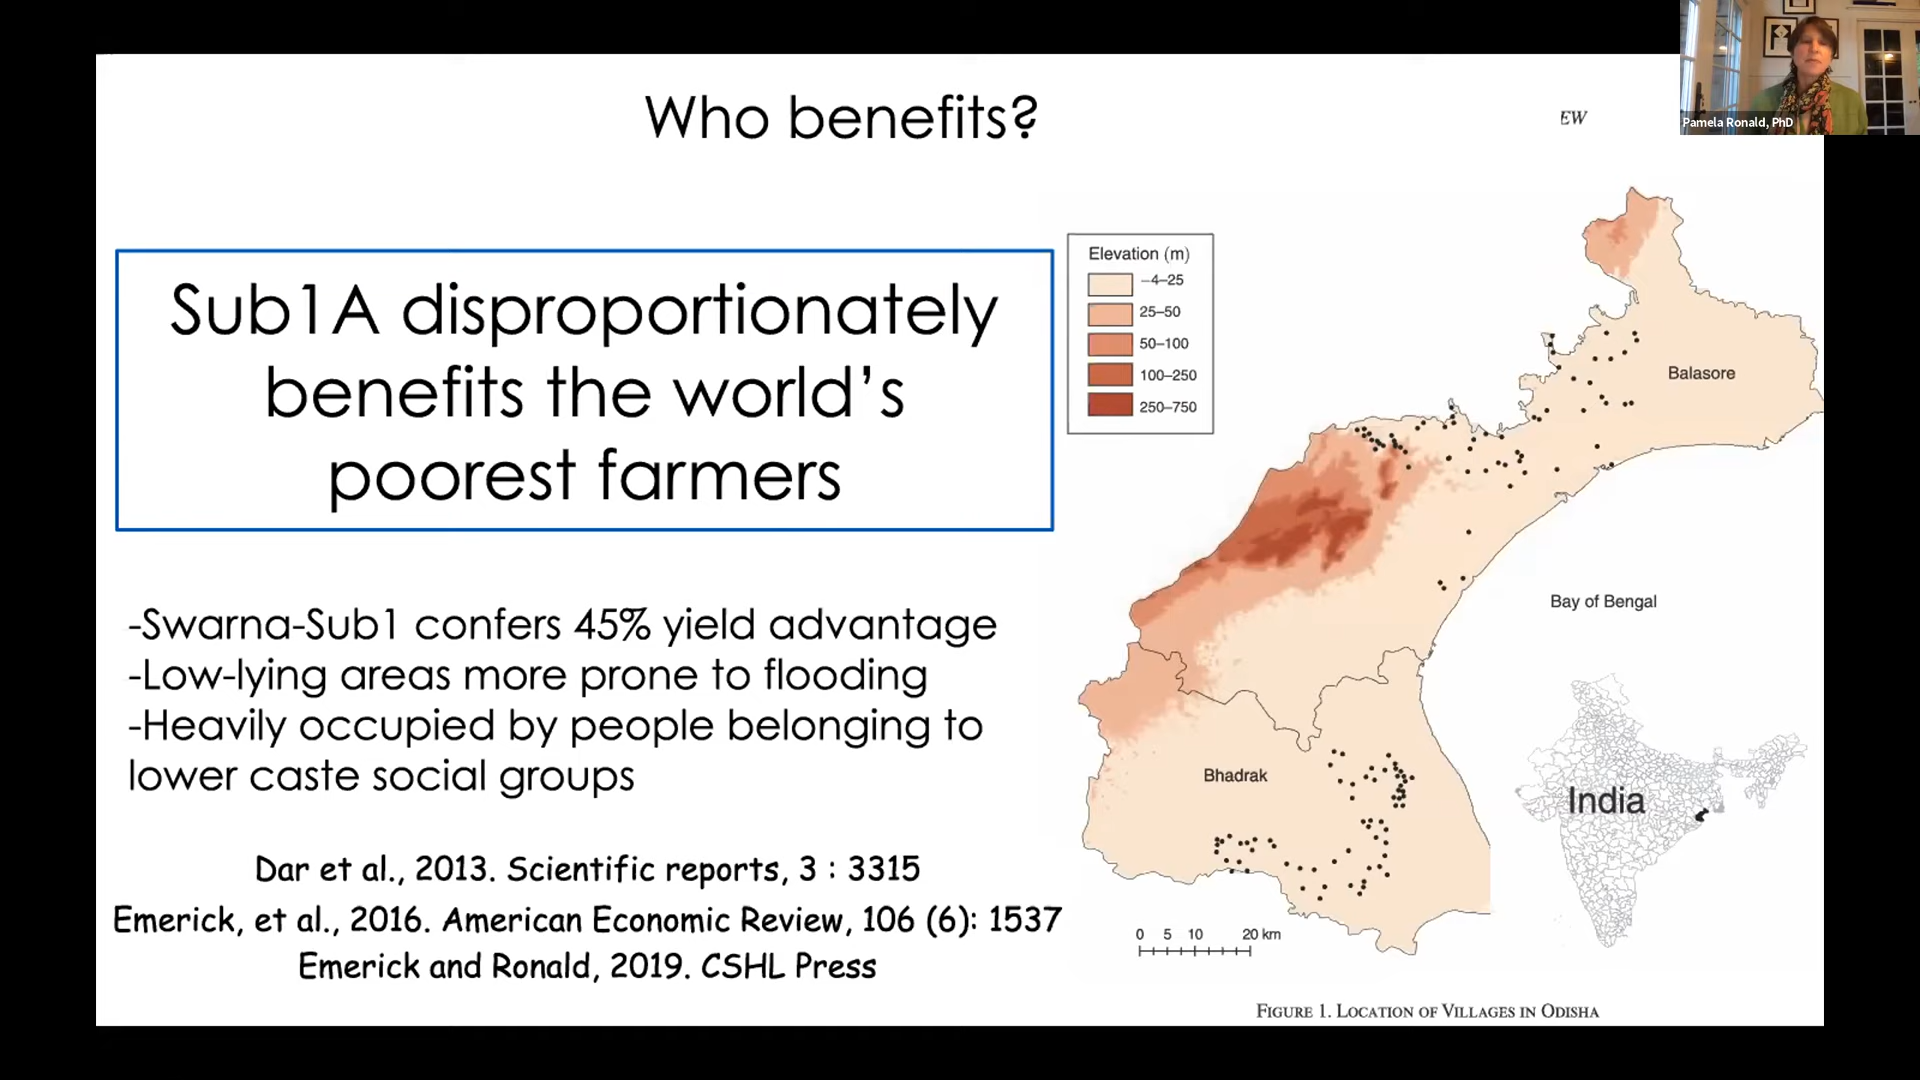 Who benefits?
EW
Pamela Ronald, PhD
Sub1A disproportionately
benefits the world's
poorest farmers
-Swarna-Sub1 confers 45% yield advantage
-Low-lying areas more prone to flooding
-Heavily occupied by people belonging to
lower caste social groups
Dar et al., 2013. Scientific reports, 3 : 3315
Emerick, et al., 2016. American Economic Review, 106 (6): 1537
Emerick and Ronald, 2019. CSHL Press
Elevation (m)
−4–25
25–50
50–100
100–250
250–750
Balasore
Bay of Bengal
Bhadrak
India
0 5 10 20 km
Figure 1. Location of Villages in Odisha